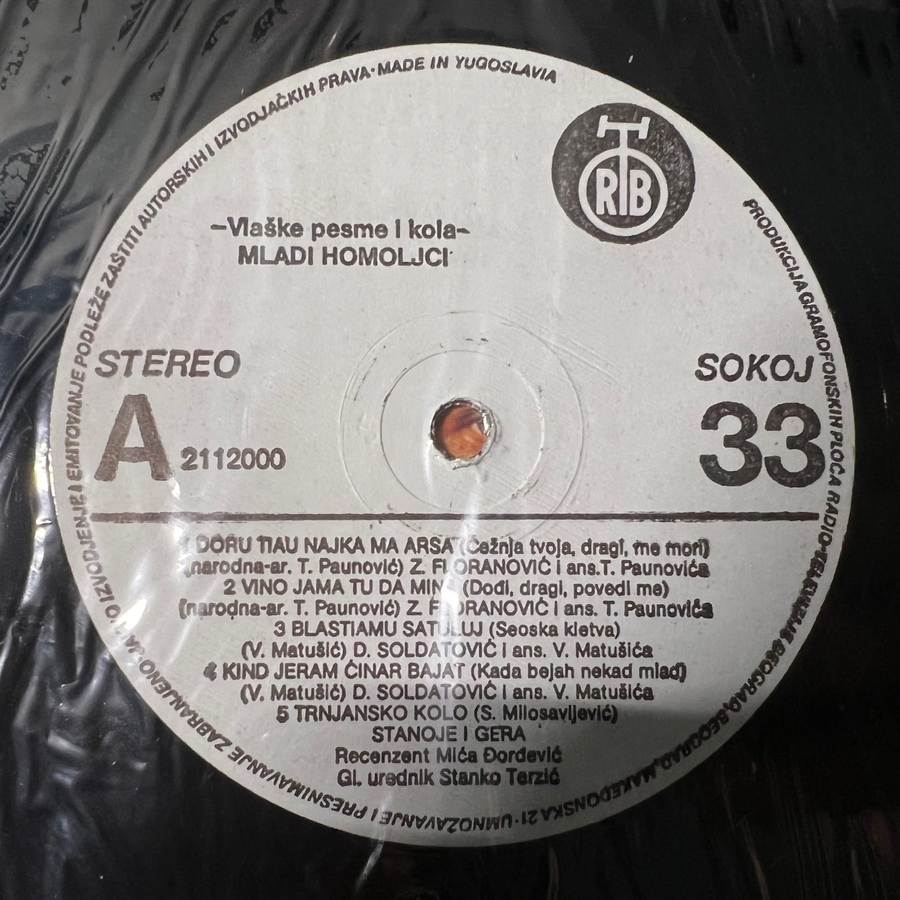 PRODUKCIJA GRAMOFONSKIH PLOČA RADIO-TELEVIZIJE BEOGRAD, BEOGRAD, MAKEDONSKA 21 · UMNOŽAVANJE I PRESNIMAVANJE ZABRANJENO · JAVNO IZVODJENJE I EMITOVANJE PODLEŽE ZAŠTITI AUTORSKIH I IZVODJAČKIH PRAVA · MADE IN YUGOSLAVIA
RTB
-Vlaške pesme i kola-
MLADI HOMOLJCI
STEREO
SOKOJ
A 2112000
33
1 DORU TIAU NAJKA MA ARSA (Čežnja tvoja, dragi, me mori)
(narodna-ar. T. Paunović) Z. FLORANOVIĆ i ans.T. Paunovića
2 VINO JAMA TU DA MINE (Dođi, dragi, povedi me)
(narodna-ar. T. Paunović) Z. FLORANOVIĆ i ans. T. Paunovića
3 BLASTIAMU SATULUJ (Seoska kletva)
(V. Matušić) D. SOLDATOVIĆ i ans. V. Matušića
4 KIND JERAM ĆINAR BAJAT (Kada bejah nekad mlad)
(V. Matušić) D. SOLDATOVIĆ i ans. V. Matušića
5 TRNJANSKO KOLO (S. Milosavljević)
STANOJE I GERA
Recenzent Mića Đorđević
Gl. urednik Stanko Terzić